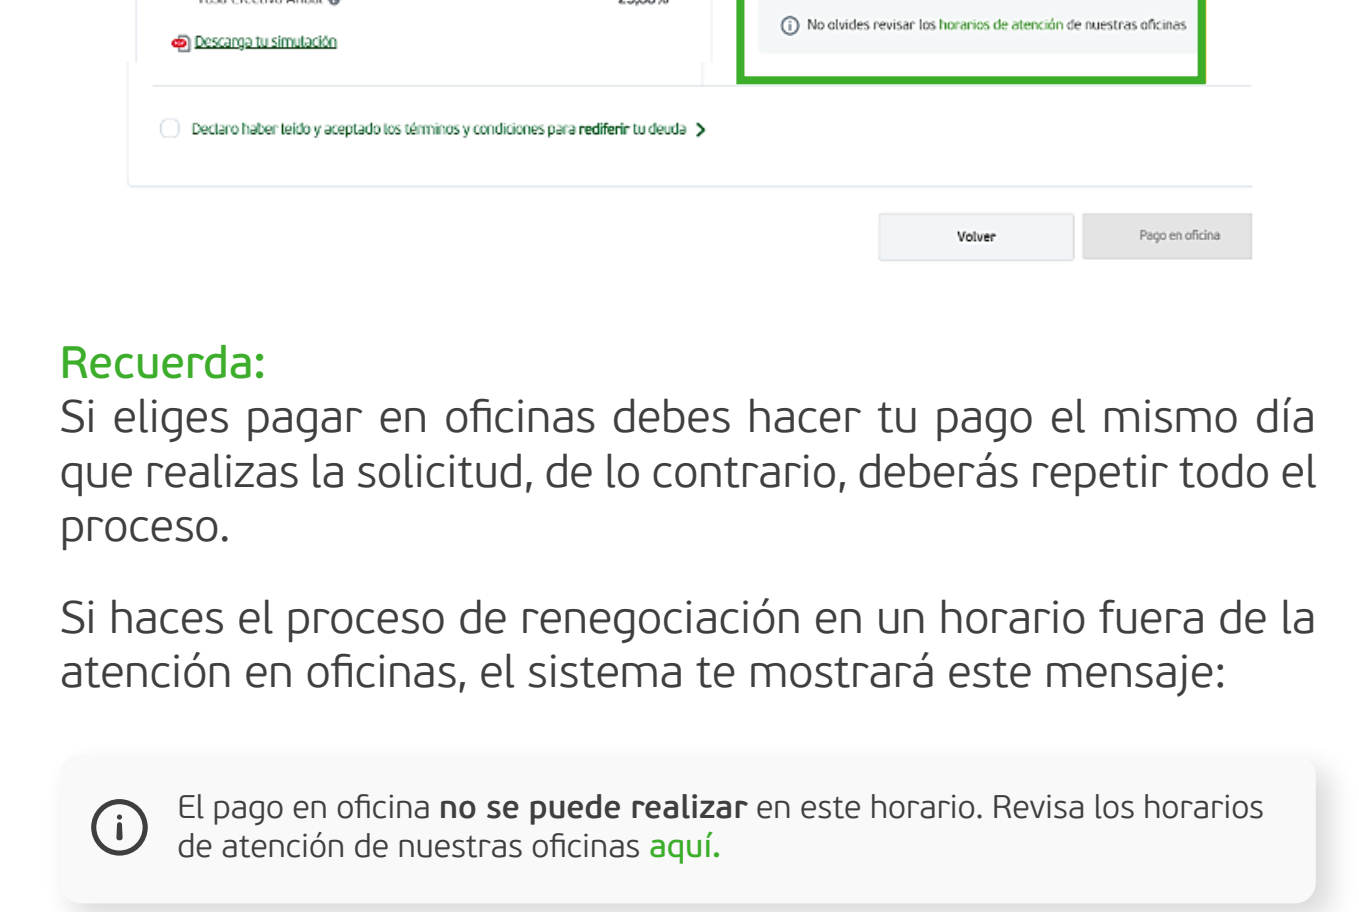 No olvides revisar los horarios de atención de nuestras oficinas
Descarga tu simulación
Declaro haber leído y aceptado los términos y condiciones para rediferir tu deuda
Volver
Pago en oficina
Recuerda:
Si eliges pagar en oficinas debes hacer tu pago el mismo día
que realizas la solicitud, de lo contrario, deberás repetir todo el
proceso.
Si haces el proceso de renegociación en un horario fuera de la
atención en oficinas, el sistema te mostrará este mensaje:
El pago en oficina no se puede realizar en este horario. Revisa los horarios
de atención de nuestras oficinas aquí.